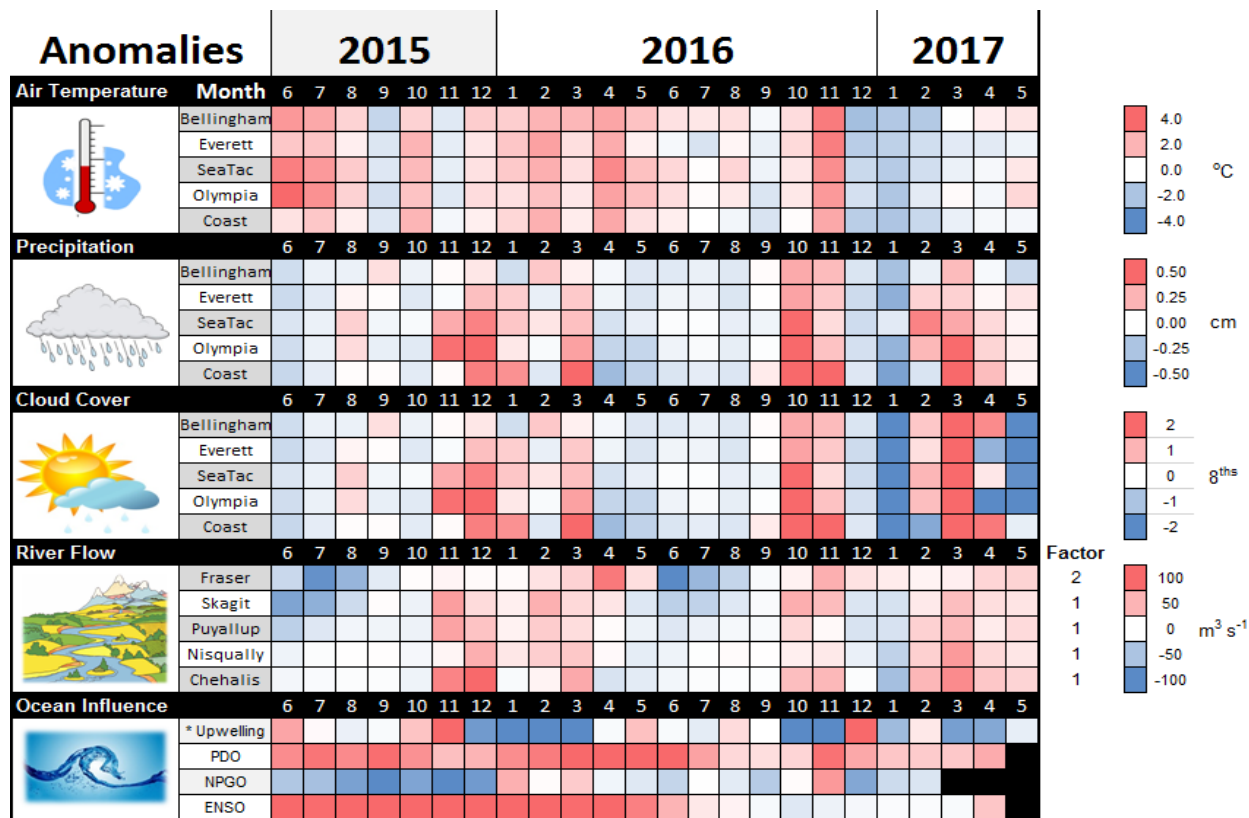 Anomalies 2015 2016 2017
Air Temperature Month 6 7 8 9 10 11 12 1 2 3 4 5 6 7 8 9 10 11 12 1 2 3 4 5
Bellingham
Everett
SeaTac
Olympia
Coast
4.0
2.0
0.0
-2.0
-4.0
°C
Precipitation 6 7 8 9 10 11 12 1 2 3 4 5 6 7 8 9 10 11 12 1 2 3 4 5
Bellingham
Everett
SeaTac
Olympia
Coast
0.50
0.25
0.00
-0.25
-0.50
cm
Cloud Cover 6 7 8 9 10 11 12 1 2 3 4 5 6 7 8 9 10 11 12 1 2 3 4 5
Bellingham
Everett
SeaTac
Olympia
Coast
2
1
0
-1
-2
8ths
River Flow 6 7 8 9 10 11 12 1 2 3 4 5 6 7 8 9 10 11 12 1 2 3 4 5 Factor
Fraser 2
Skagit 1
Puyallup 1
Nisqually 1
Chehalis 1
100
50
0
-50
-100
m³ s⁻¹
Ocean Influence 6 7 8 9 10 11 12 1 2 3 4 5 6 7 8 9 10 11 12 1 2 3 4 5
* Upwelling
PDO
NPGO
ENSO